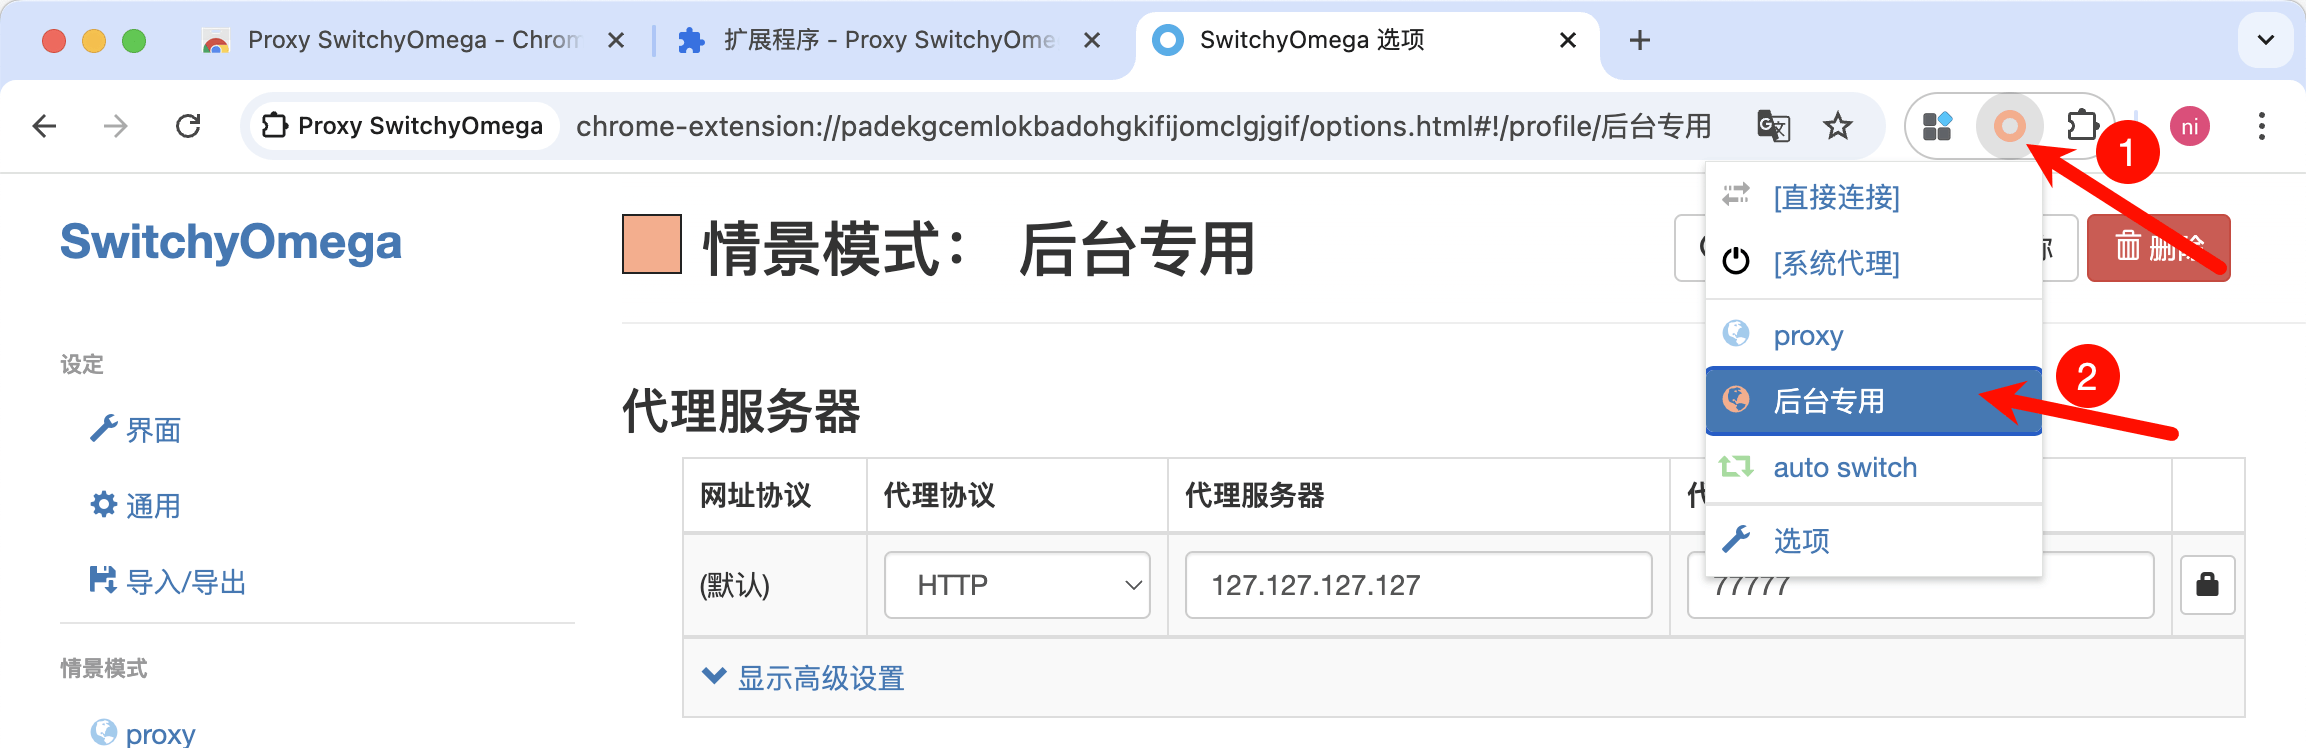 Proxy SwitchyOmega - Chrom
扩展程序 - Proxy SwitchyOme
SwitchyOmega 选项
Proxy SwitchyOmega
chrome-extension://padekgcemlokbadohgkifijomclgjgif/options.html#!/profile/后台专用
ni
1
[直接连接]
[系统代理]
proxy
后台专用
2
auto switch
选项
SwitchyOmega
情景模式： 后台专用
删除
设定
界面
通用
导入/导出
情景模式
proxy
代理服务器
网址协议
代理协议
代理服务器
(默认)
HTTP
127.127.127.127
77777
显示高级设置